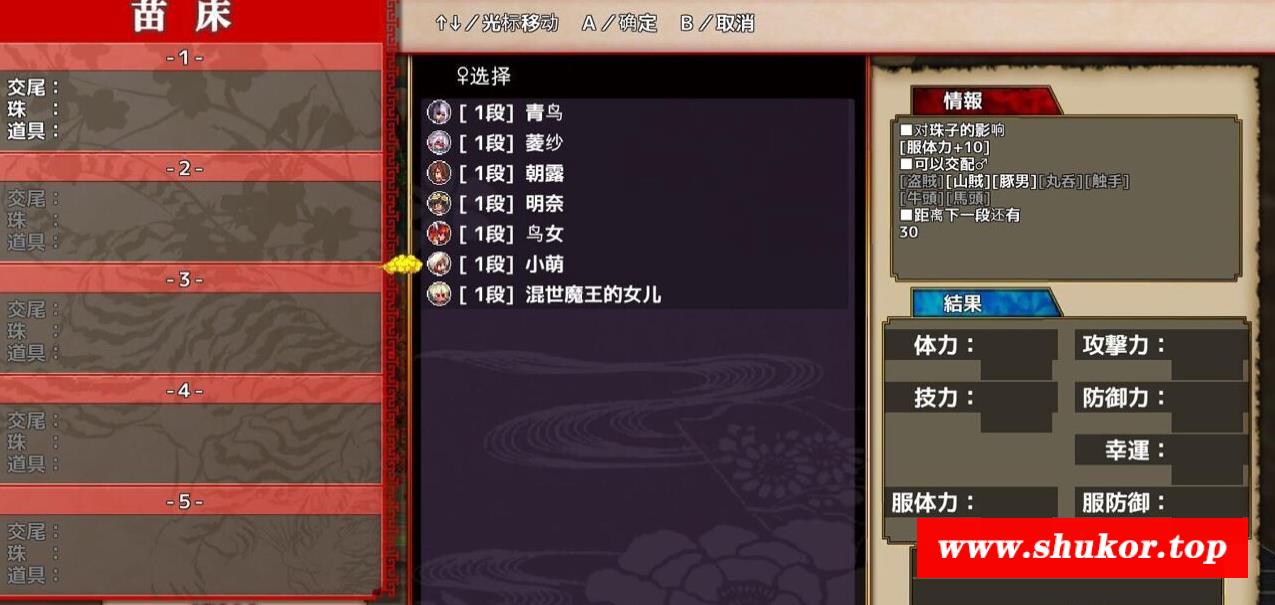 苗床
↑↓／光标移动 A／确定 B／取消
-1-
交尾：
珠：
道具：
-2-
交尾：
珠：
道具：
-3-
交尾：
珠：
道具：
-4-
交尾：
珠：
道具：
-5-
交尾：
珠：
道具：
♀选择
[ 1段] 青鸟
[ 1段] 菱纱
[ 1段] 朝露
[ 1段] 明奈
[ 1段] 鸟女
[ 1段] 小萌
[ 1段] 混世魔王的女儿
情報
■对珠子的影响
[服体力+10]
■可以交配♂
[盗賊][山賊][豚男][丸呑][触手]
[牛頭][馬頭]
■距离下一段还有
30
結果
体力： 攻撃力：
技力： 防御力：
幸運：
服体力： 服防御：
www.shukor.top